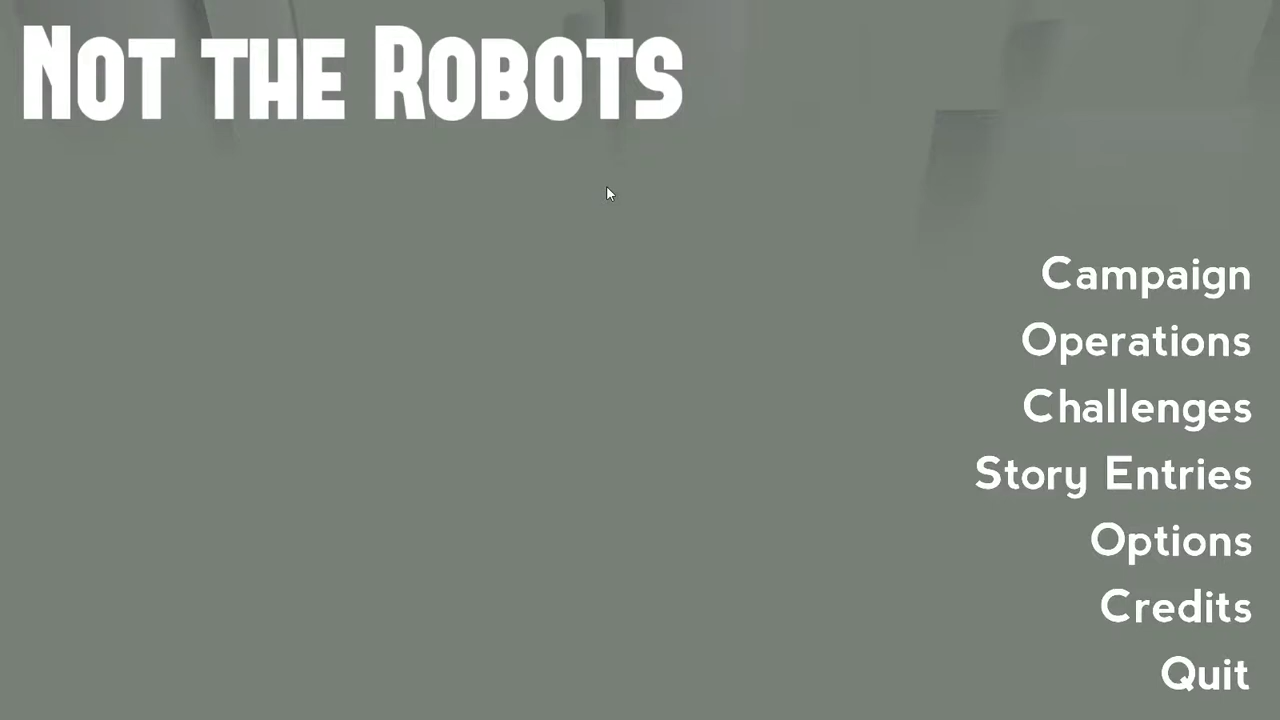 Not the Robots
Campaign
Operations
Challenges
Story Entries
Options
Credits
Quit